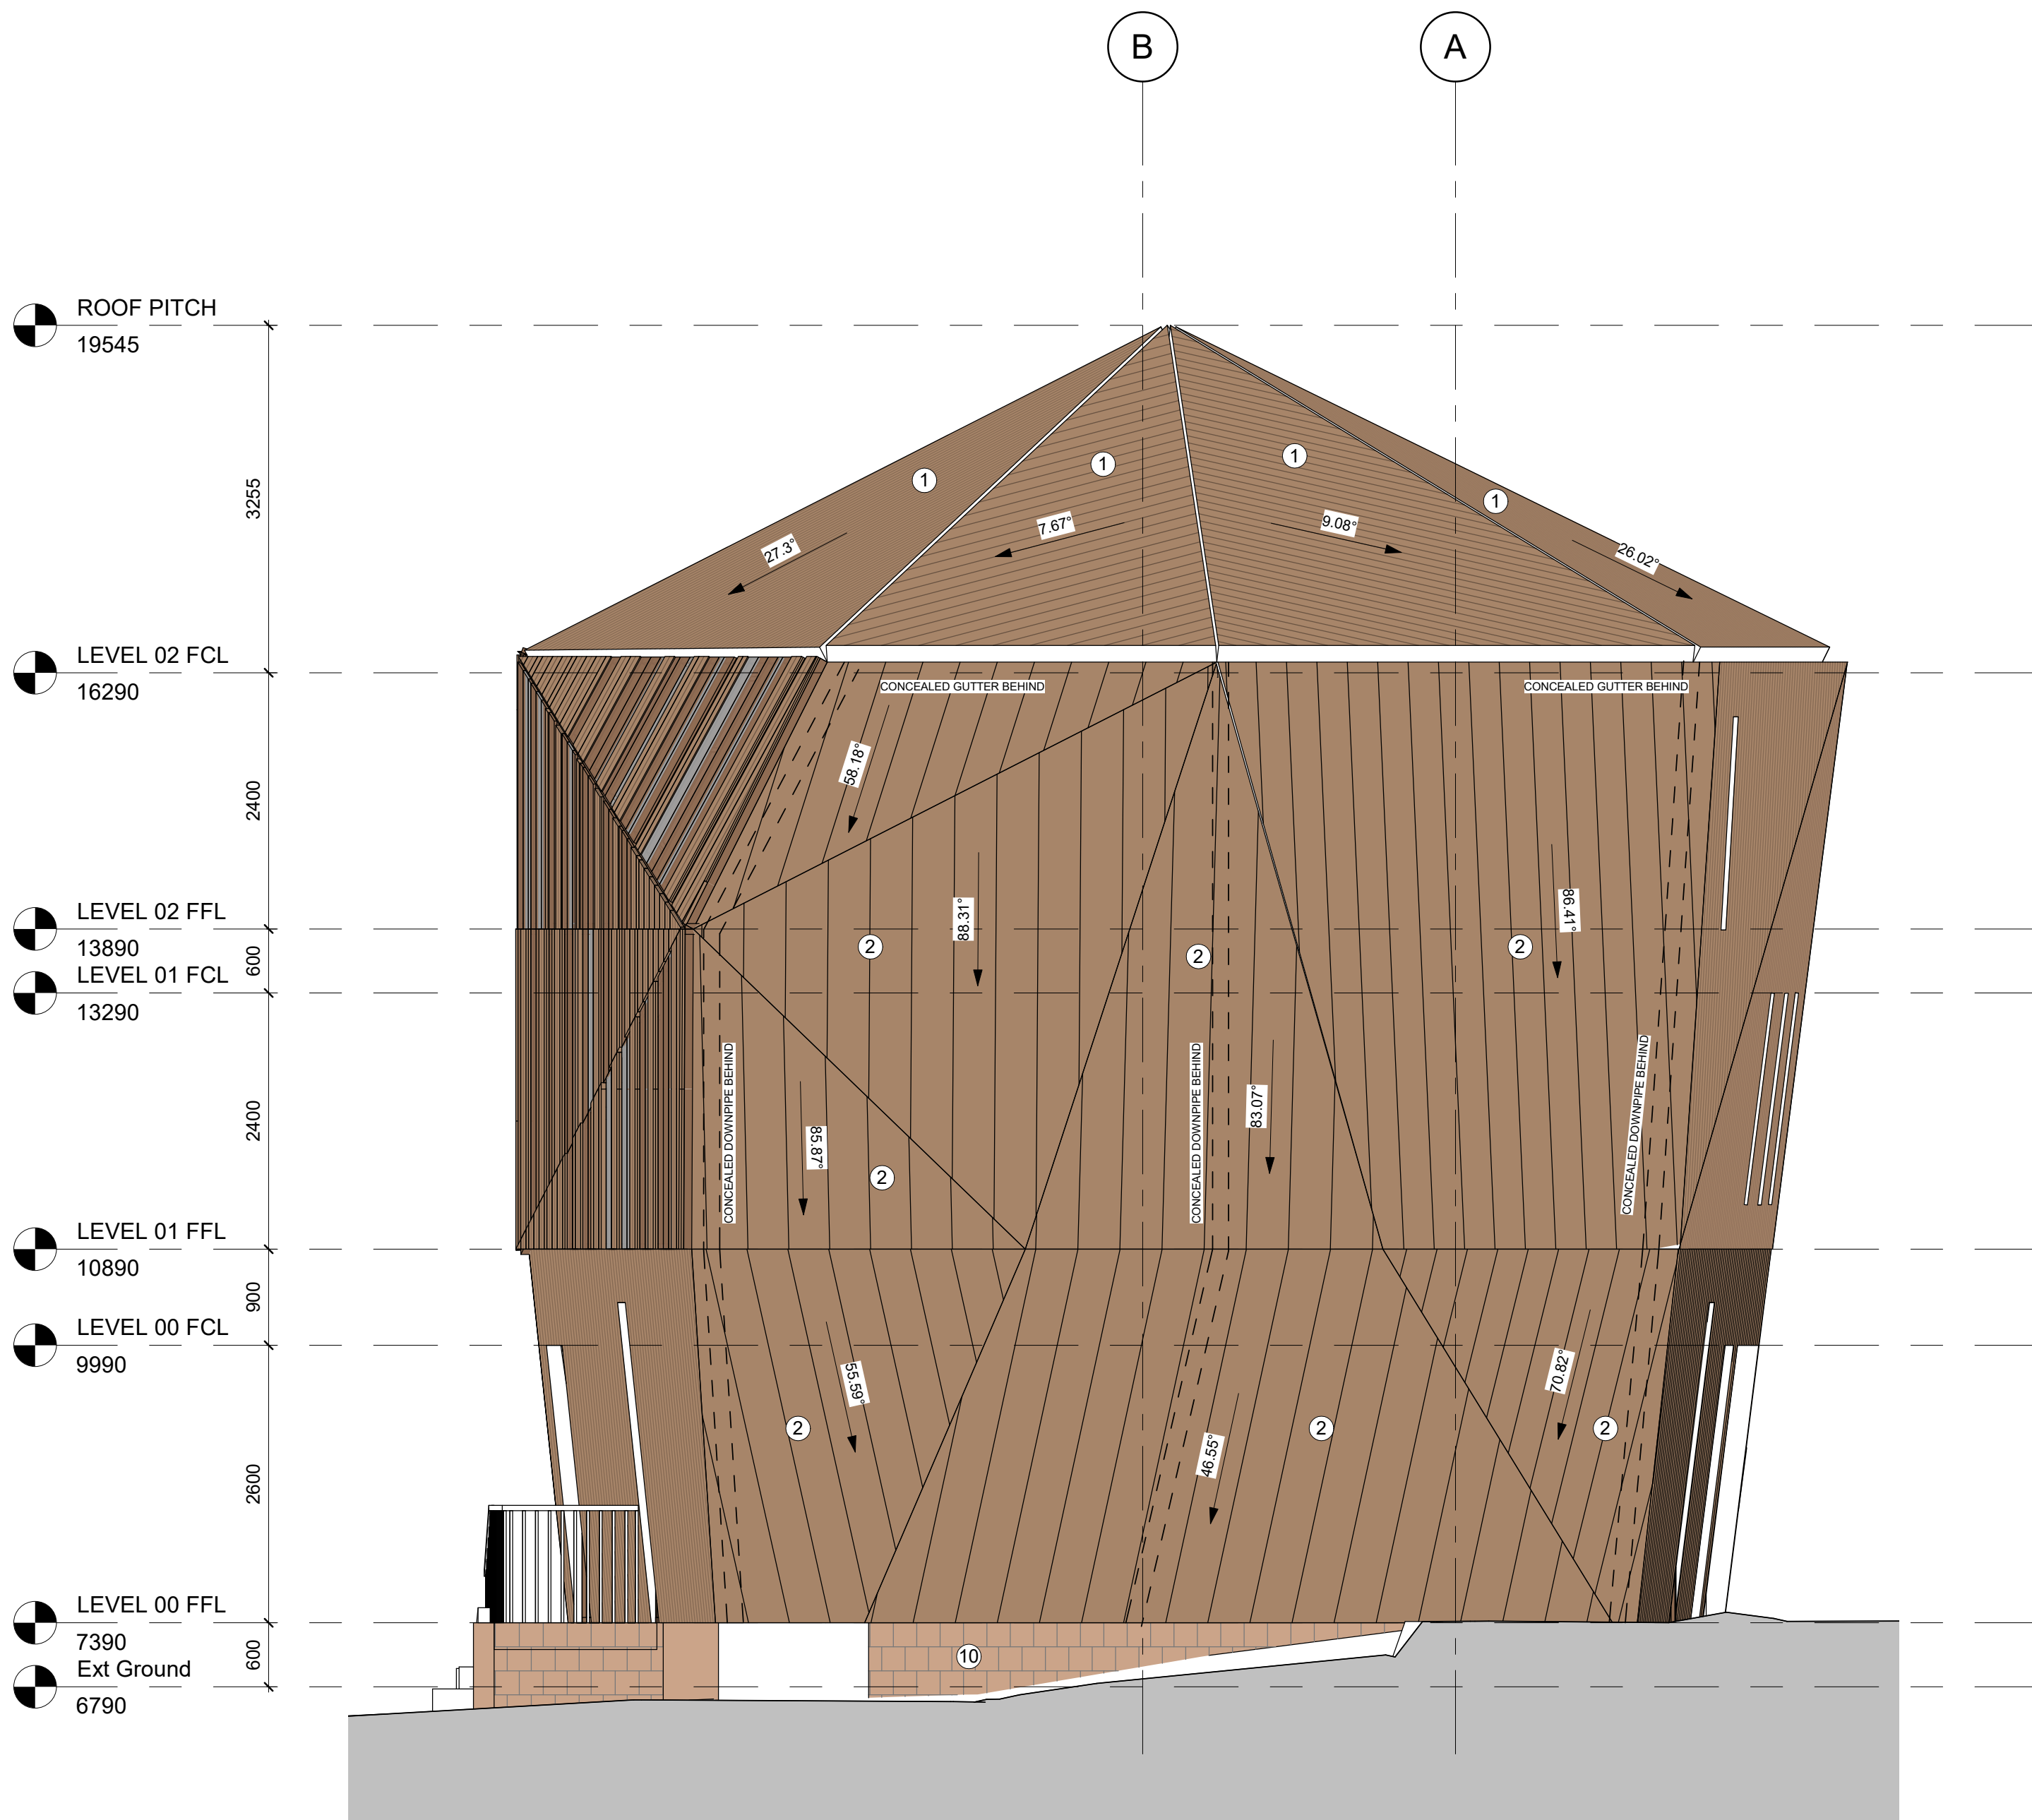 B
A
ROOF PITCH
19545
3255
1
1
1
1
27.3°
7.67°
9.08°
26.02°
LEVEL 02 FCL
16290
CONCEALED GUTTER BEHIND
CONCEALED GUTTER BEHIND
2400
58.18°
LEVEL 02 FFL
13890
88.31°
86.41°
2
2
2
600
LEVEL 01 FCL
13290
2400
CONCEALED DOWNPIPE BEHIND
CONCEALED DOWNPIPE BEHIND
CONCEALED DOWNPIPE BEHIND
85.87°
83.07°
2
LEVEL 01 FFL
10890
900
LEVEL 00 FCL
9990
55.59°
70.82°
46.55°
2
2
2
2600
LEVEL 00 FFL
7390
600
10
Ext Ground
6790